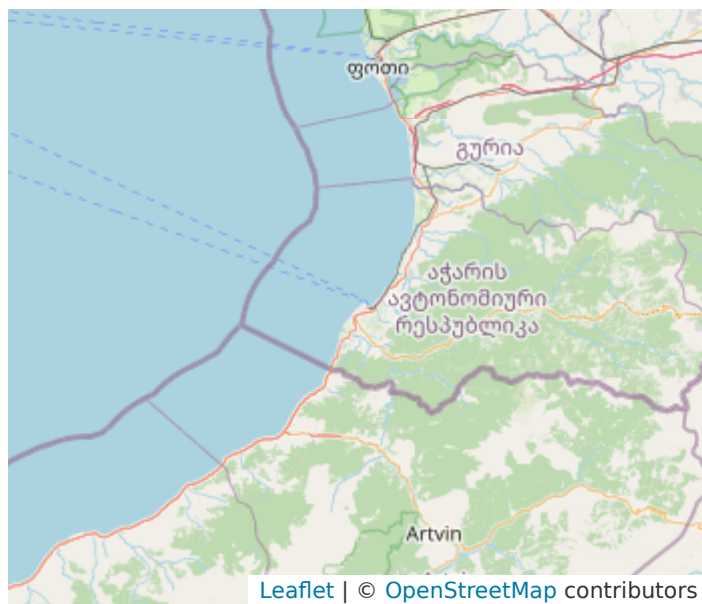 ფოთი
გურია
აჭარის
ავტონომიური
რესპუბლიკა
Artvin
Leaflet | © OpenStreetMap contributors